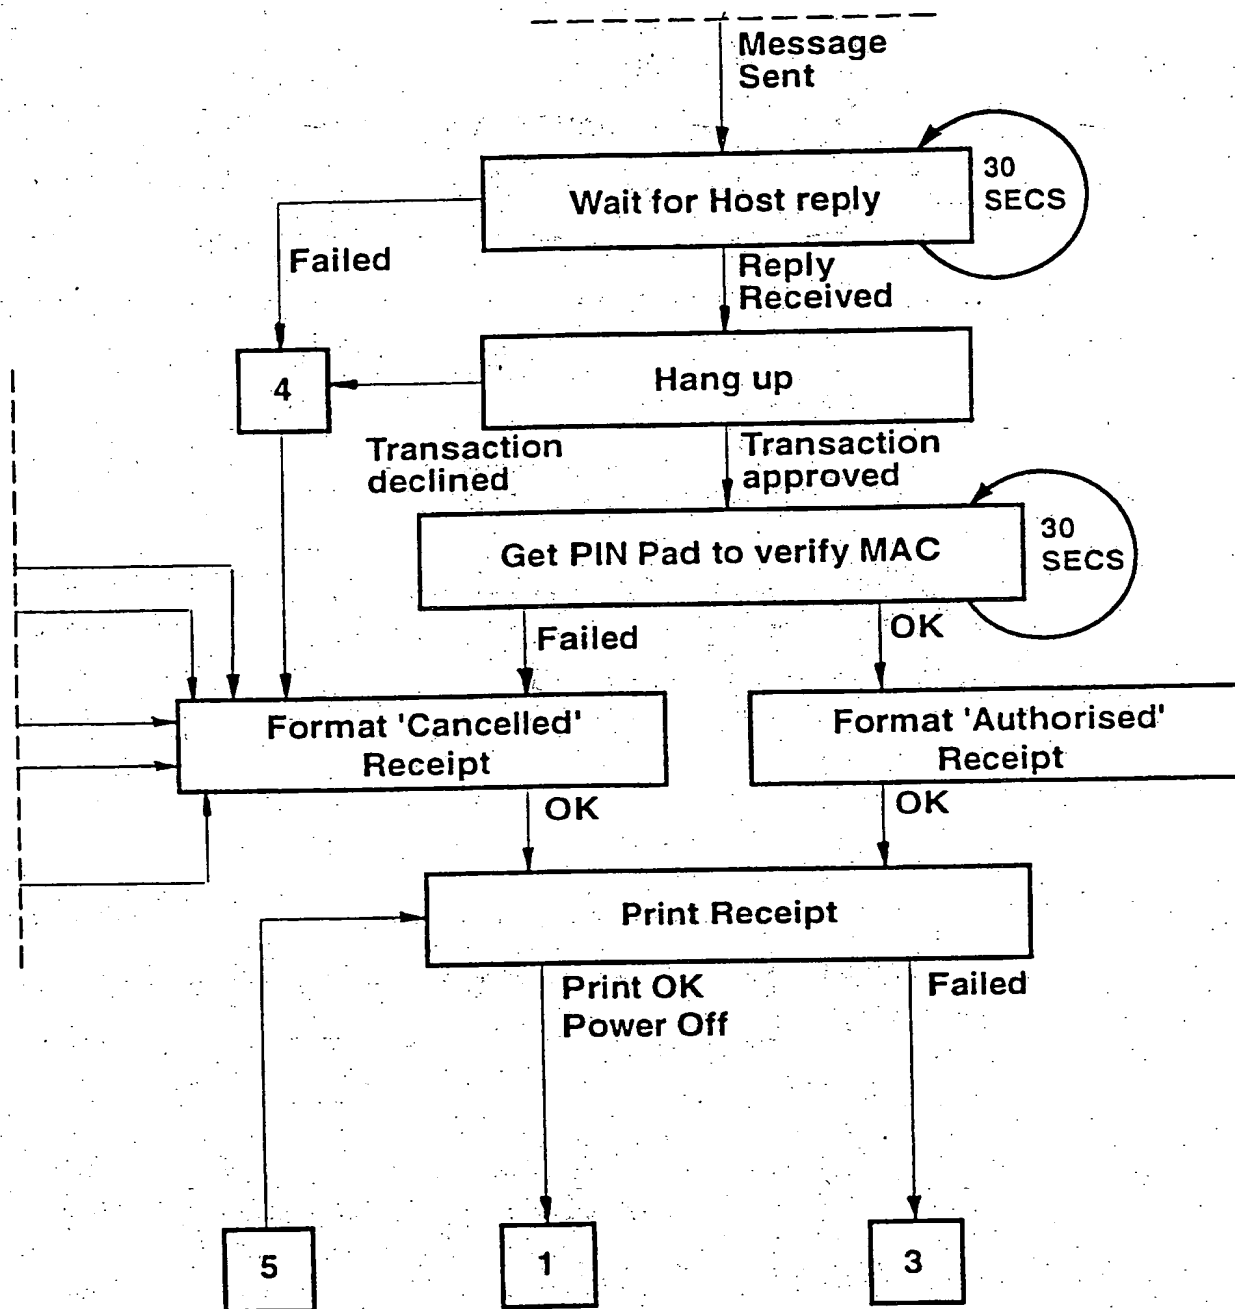 Message
Sent
Wait for Host reply
30
SECS
Failed
Reply
Received
4
Hang up
Transaction
declined
Transaction
approved
Get PIN Pad to verify MAC
30
SECS
Failed
OK
Format 'Cancelled'
Receipt
Format 'Authorised'
Receipt
OK
OK
Print Receipt
Print OK
Power Off
Failed
5
1
3